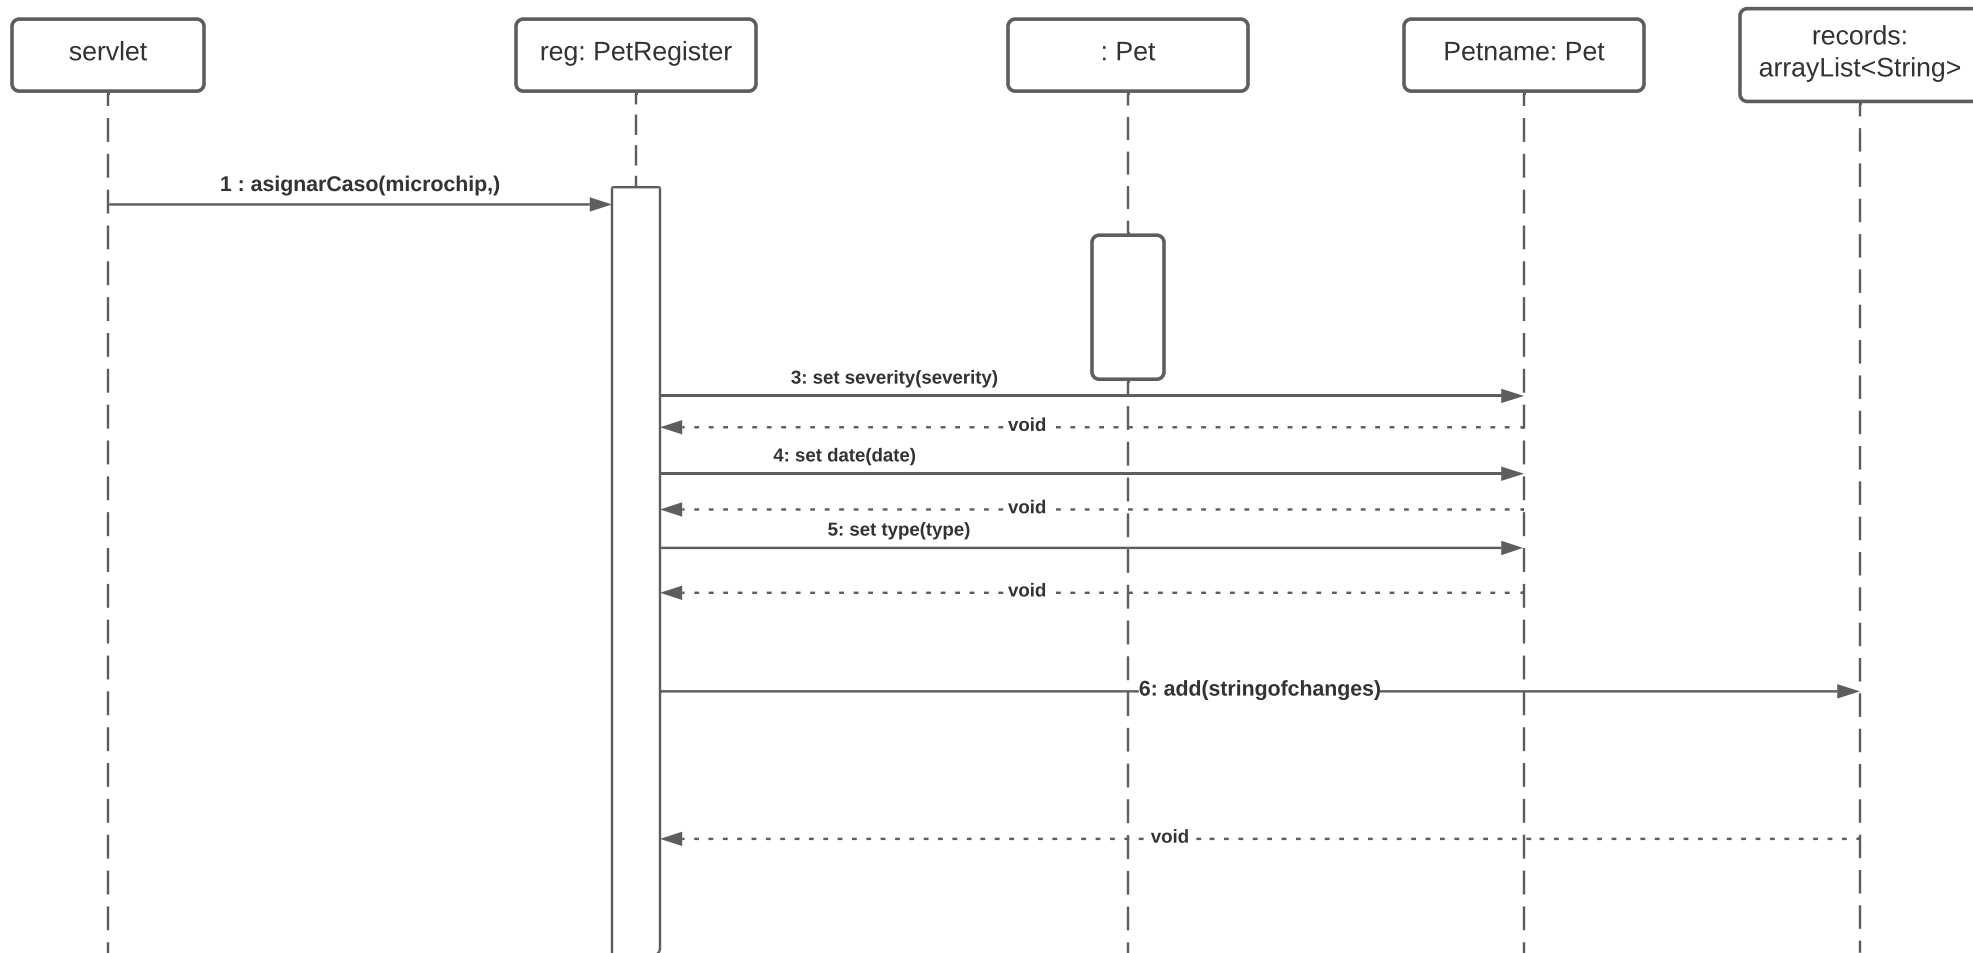 servlet
reg: PetRegister
: Pet
Petname: Pet
records:
arrayList<String>
1 : asignarCaso(microchip,)
3: set severity(severity)
void
4: set date(date)
void
5: set type(type)
void
6: add(stringofchanges)
void